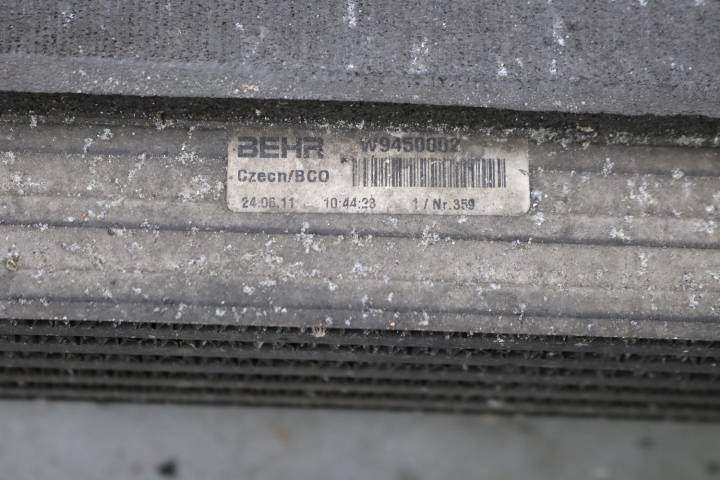 BEHR W9450002
Czech/BCO
24.06.11 10:44:23 1 / Nr.359